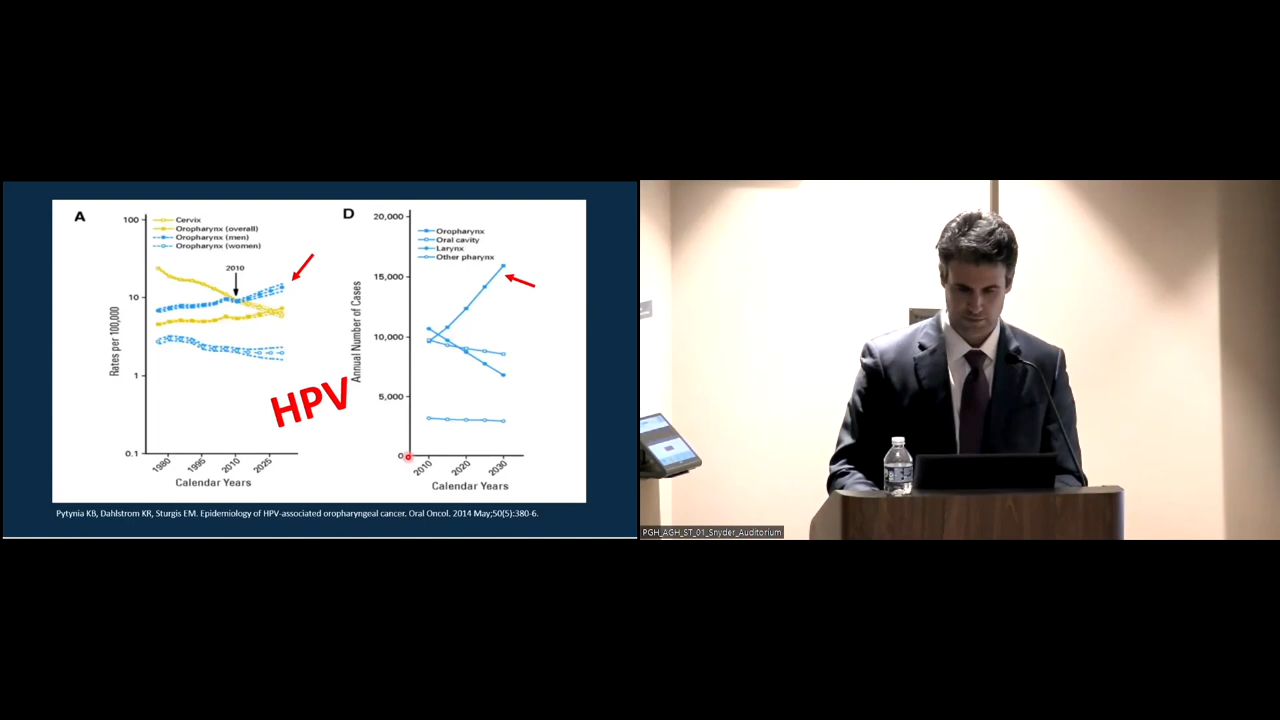 A
100
10
1
0.1
Rates per 100,000
Cervix
Oropharynx (overall)
Oropharynx (men)
Oropharynx (women)
2010
1980
1995
2010
2025
Calendar Years
HPV
D
20,000
15,000
10,000
5,000
0
Annual Number of Cases
Oropharynx
Oral cavity
Larynx
Other pharynx
2010
2020
2030
Calendar Years
Pytynia KB, Dahlstrom KR, Sturgis EM. Epidemiology of HPV-associated oropharyngeal cancer. Oral Oncol. 2014 May;50(5):380-6.
PGH_AGH_ST_01_Snyder_Auditorium